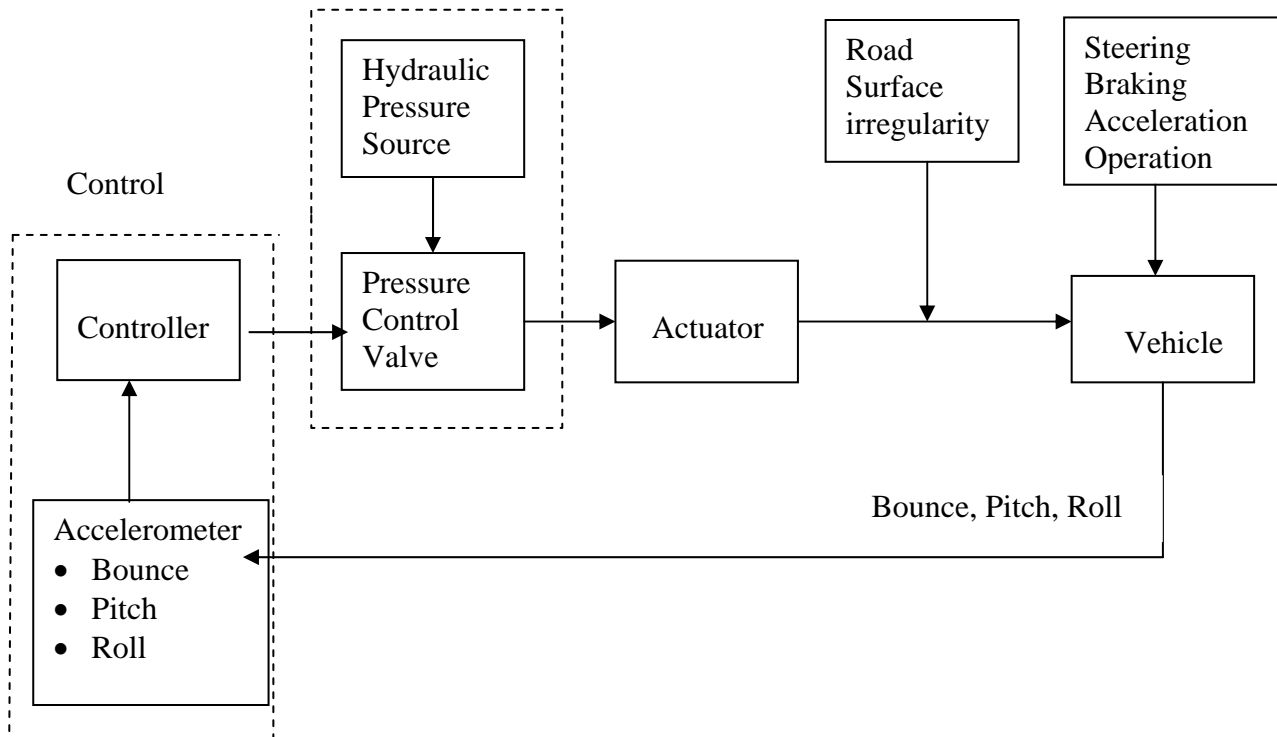 Hydraulic
Pressure
Source
Road
Surface
irregularity
Steering
Braking
Acceleration
Operation
Control
Controller
Pressure
Control
Valve
Actuator
Vehicle
Bounce, Pitch, Roll
Accelerometer
• Bounce
• Pitch
• Roll